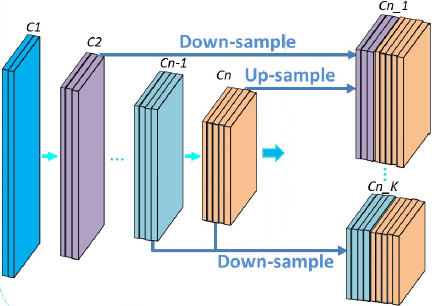 C1
C2
Cn-1
Cn
Down-sample
Up-sample
Cn_1
...
...
Cn_K
Down-sample